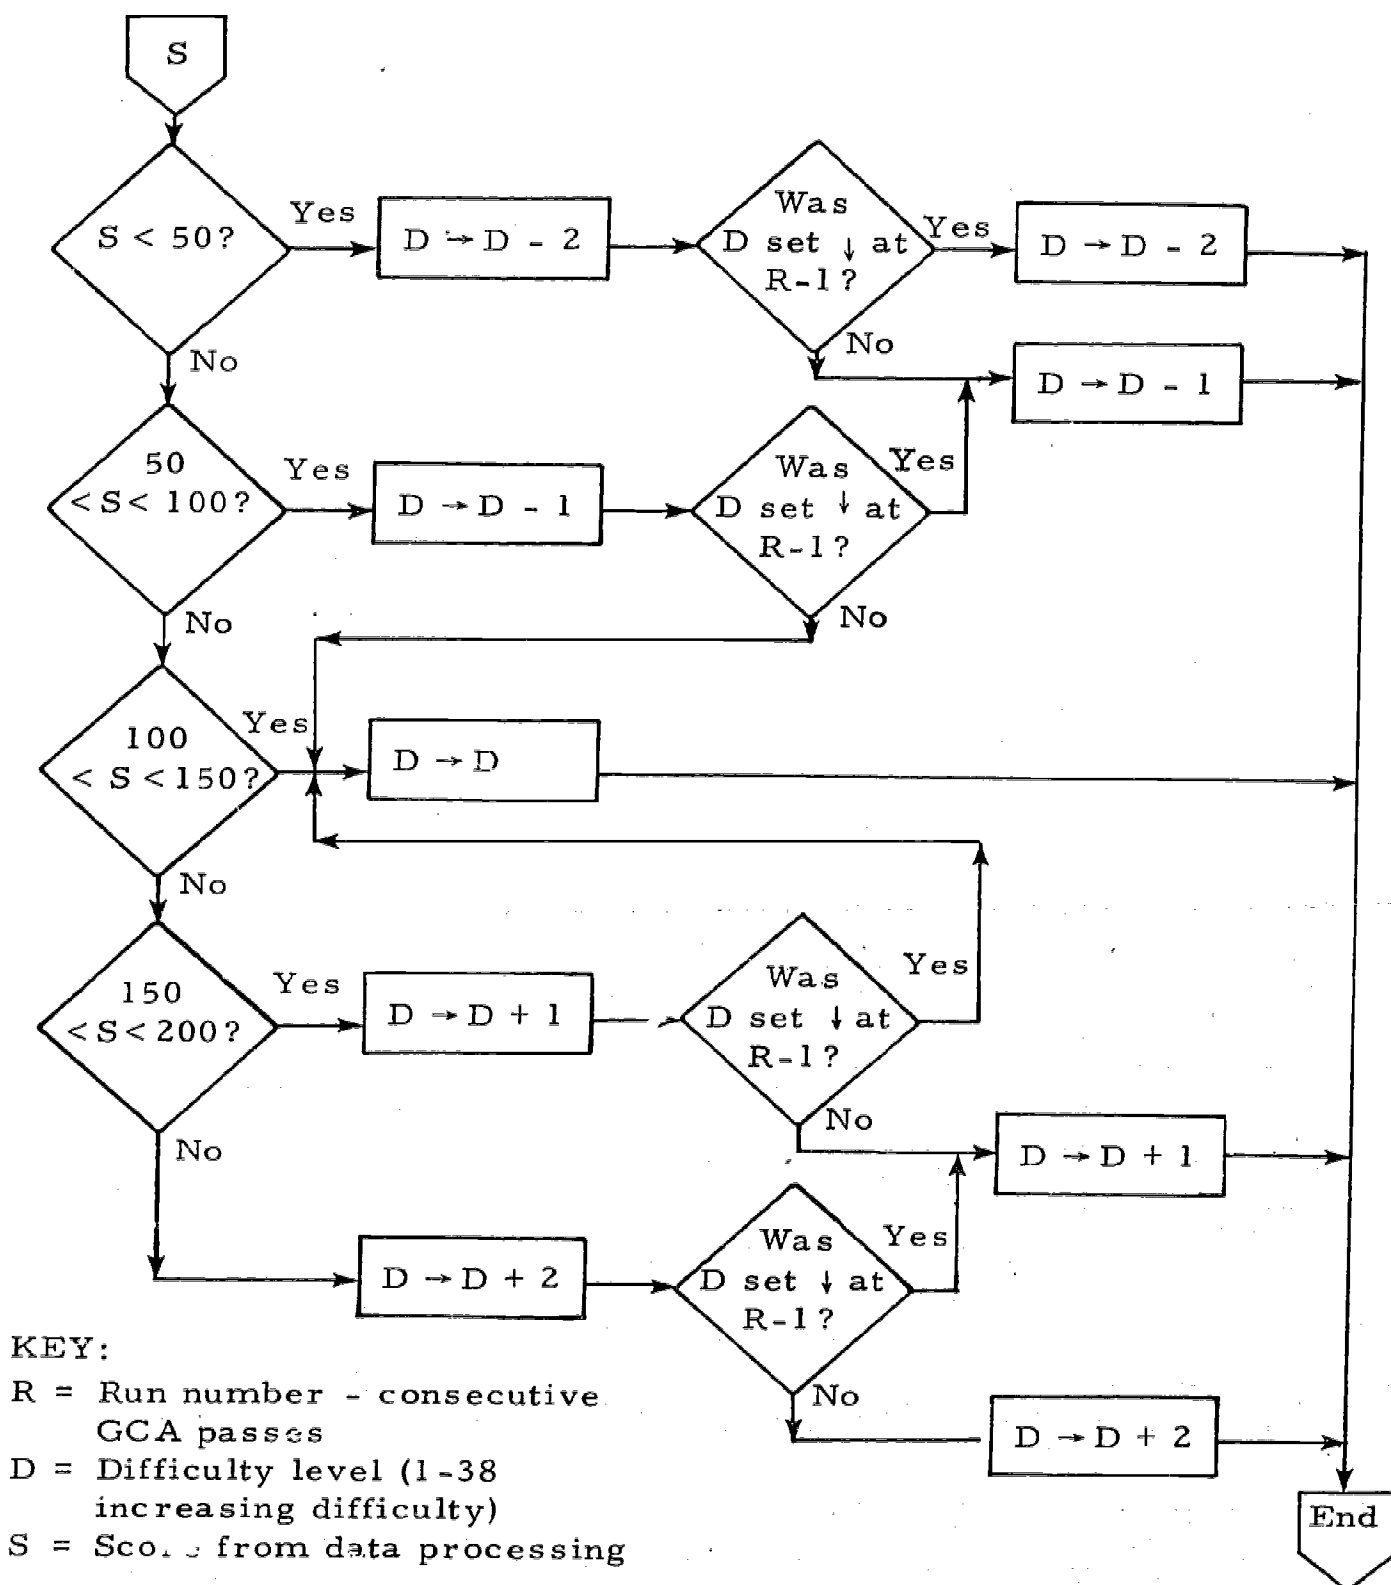 S
S < 50?
Yes
D → D - 2
Was
D set ↓ at
R-1?
Yes
D → D - 2
No
No
D → D - 1
50
< S < 100?
Yes
D → D - 1
Was
D set ↓ at
R-1?
Yes
No
No
100
< S < 150?
Yes
D → D
No
150
< S < 200?
Yes
D → D + 1
Was
D set ↓ at
R-1?
Yes
No
No
D → D + 1
D → D + 2
Was
D set ↓ at
R-1?
Yes
No
D → D + 2
End
KEY:
R = Run number - consecutive
GCA passes
D = Difficulty level (1-38
increasing difficulty)
S = from data processing